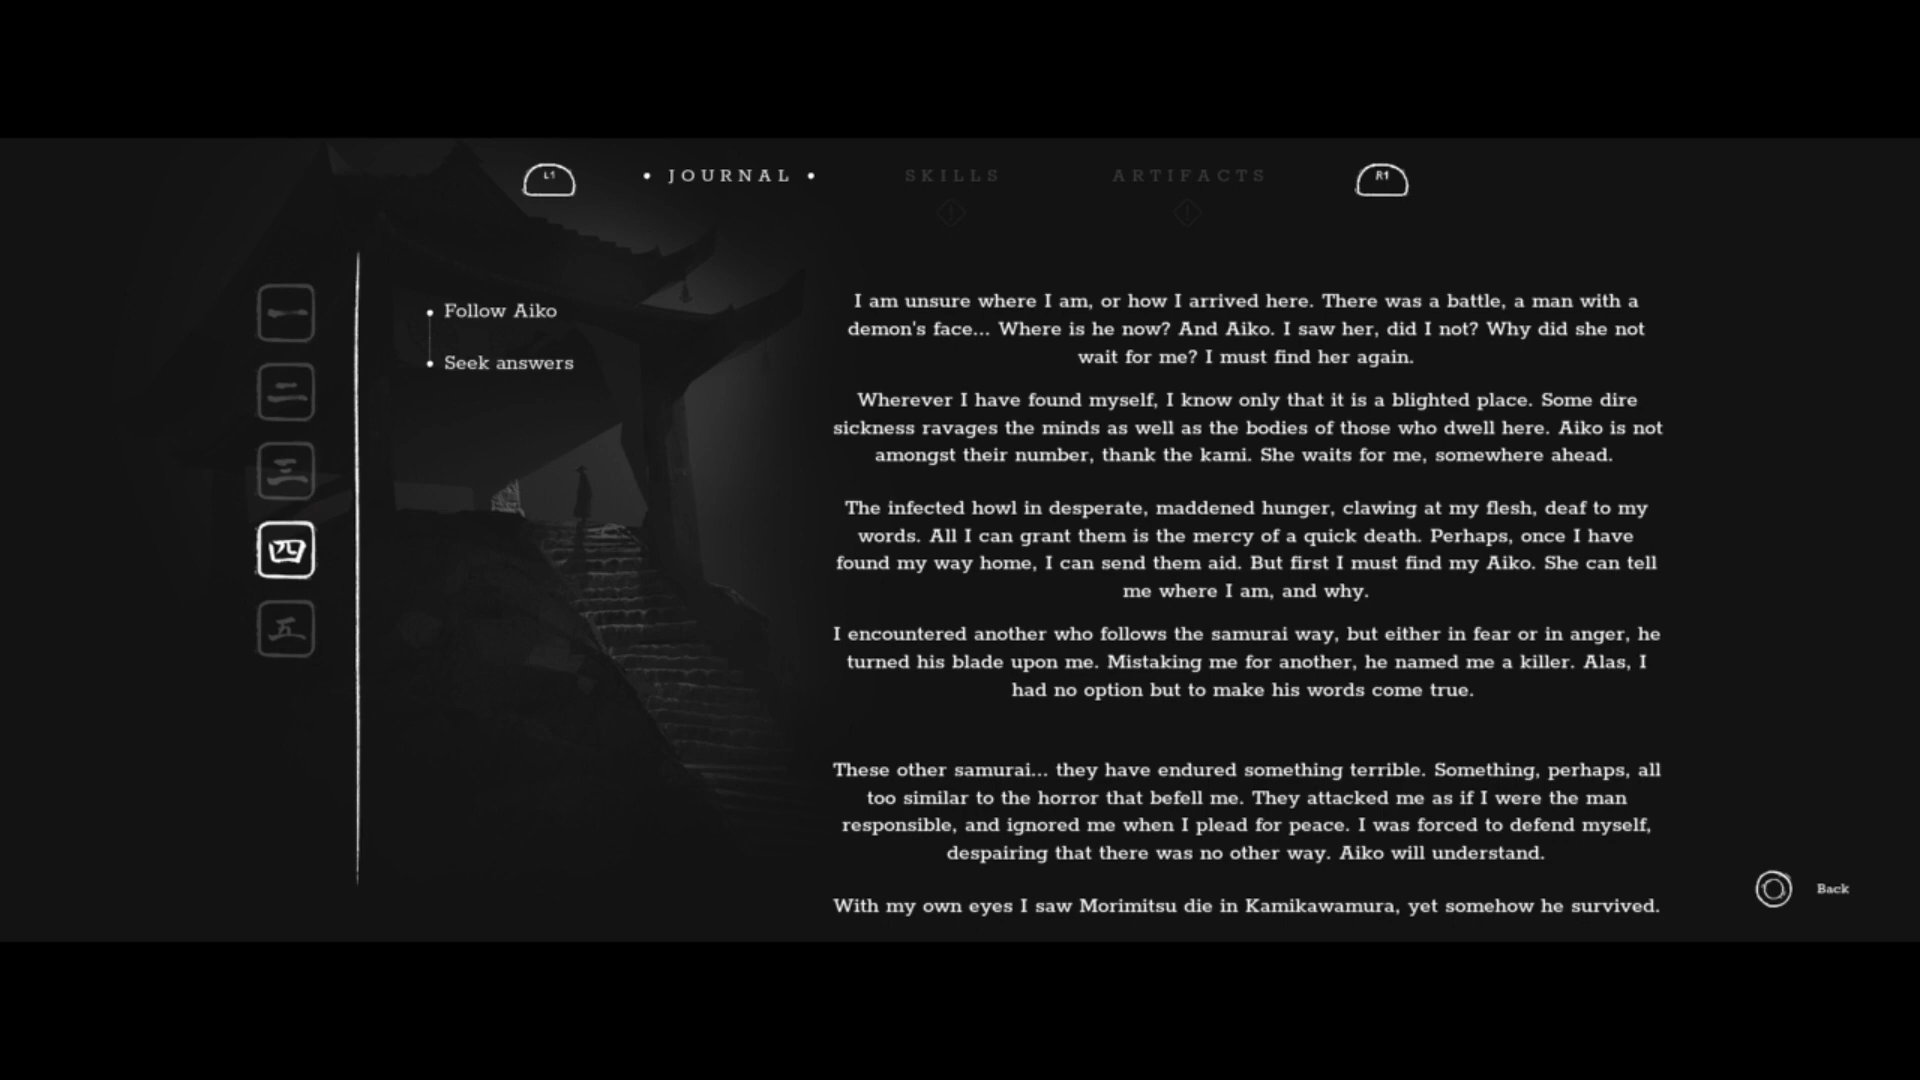 L1
• JOURNAL •
SKILLS
ARTIFACTS
R1
一
二
三
四
五
• Follow Aiko
• Seek answers
I am unsure where I am, or how I arrived here. There was a battle, a man with a
demon's face... Where is he now? And Aiko. I saw her, did I not? Why did she not
wait for me? I must find her again.
Wherever I have found myself, I know only that it is a blighted place. Some dire
sickness ravages the minds as well as the bodies of those who dwell here. Aiko is not
amongst their number, thank the kami. She waits for me, somewhere ahead.
The infected howl in desperate, maddened hunger, clawing at my flesh, deaf to my
words. All I can grant them is the mercy of a quick death. Perhaps, once I have
found my way home, I can send them aid. But first I must find my Aiko. She can tell
me where I am, and why.
I encountered another who follows the samurai way, but either in fear or in anger, he
turned his blade upon me. Mistaking me for another, he named me a killer. Alas, I
had no option but to make his words come true.
These other samurai... they have endured something terrible. Something, perhaps, all
too similar to the horror that befell me. They attacked me as if I were the man
responsible, and ignored me when I plead for peace. I was forced to defend myself,
despairing that there was no other way. Aiko will understand.
With my own eyes I saw Morimitsu die in Kamikawamura, yet somehow he survived.
Back